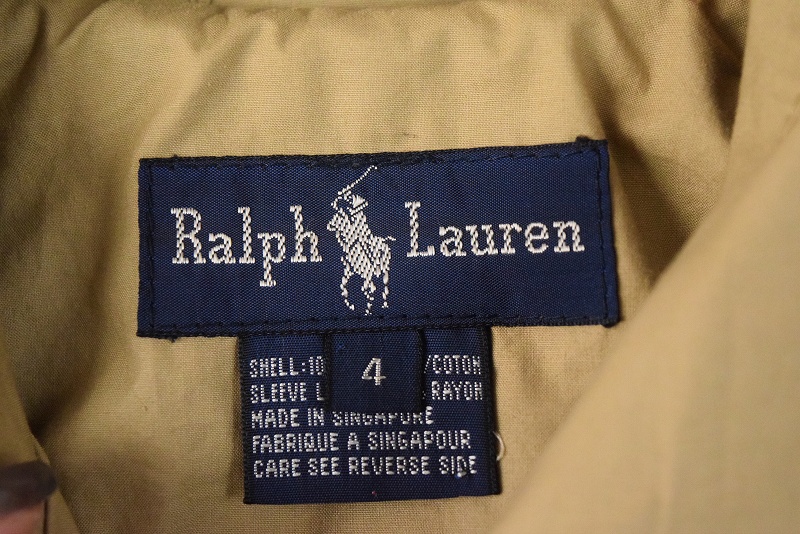 Ralph Lauren
4
SHELL:10 /COTON
SLEEVE L RAYON
MADE IN SINGAPORE
FABRIQUE A SINGAPOUR
CARE SEE REVERSE SIDE